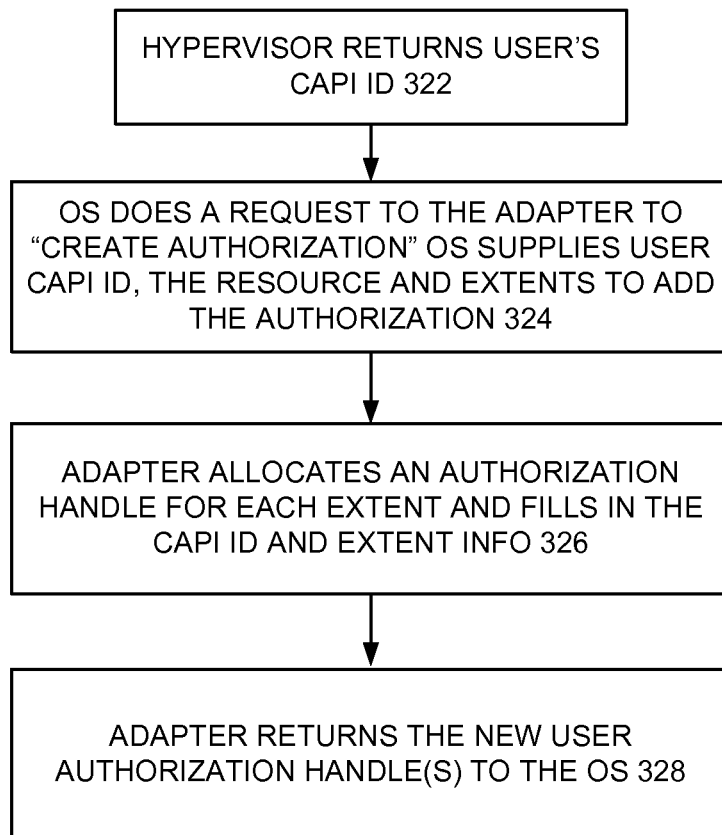 HYPERVISOR RETURNS USER'S
CAPI ID 322
OS DOES A REQUEST TO THE ADAPTER TO
“CREATE AUTHORIZATION” OS SUPPLIES USER
CAPI ID, THE RESOURCE AND EXTENTS TO ADD
THE AUTHORIZATION 324
ADAPTER ALLOCATES AN AUTHORIZATION
HANDLE FOR EACH EXTENT AND FILLS IN THE
CAPI ID AND EXTENT INFO 326
ADAPTER RETURNS THE NEW USER
AUTHORIZATION HANDLE(S) TO THE OS 328